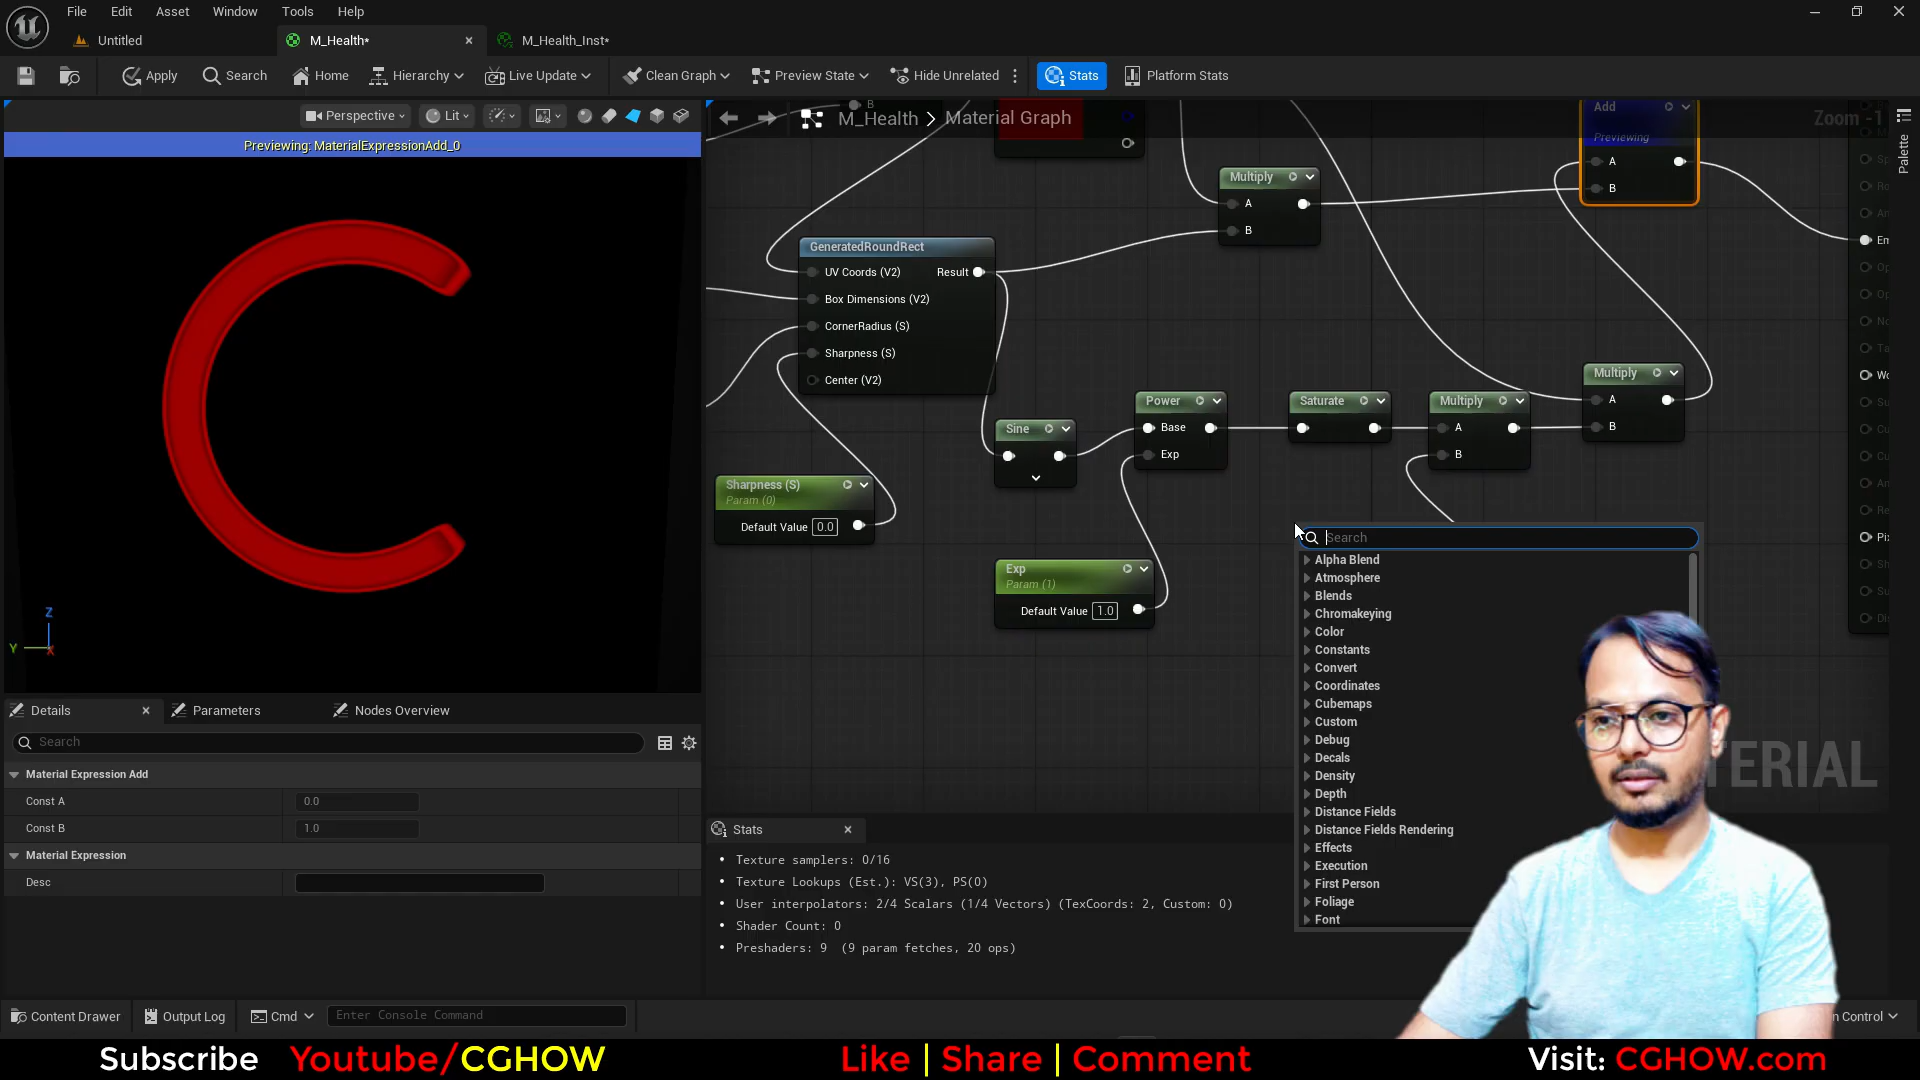 File Edit Asset Window Tools Help
Untitled M_Health* M_Health_Inst*
Apply Search Home Hierarchy Live Update Clean Graph Preview State Hide Unrelated Stats Platform Stats
Perspective Lit
Previewing: MaterialExpressionAdd_0
B
M_Health > Material Graph
Zoom -1
Palette
Add
Previewing
A
B
Multiply
A
B
GeneratedRoundRect
UV Coords (V2) Result
Box Dimensions (V2)
CornerRadius (S)
Sharpness (S)
Center (V2)
Multiply
A
B
Power
Base
Exp
Saturate
Multiply
A
B
Sine
Sharpness (S)
Param (0)
Default Value 0.0
Exp
Param (1)
Default Value 1.0
Search
Alpha Blend
Atmosphere
Blends
Chromakeying
Color
Constants
Convert
Coordinates
Cubemaps
Custom
Debug
Decals
Density
Depth
Distance Fields
Distance Fields Rendering
Effects
Execution
First Person
Foliage
Font
Z
Y
X
TERIAL
Details Parameters Nodes Overview
Search
Material Expression Add
Const A 0.0
Const B 1.0
Material Expression
Desc
Stats
Texture samplers: 0/16
Texture Lookups (Est.): VS(3), PS(0)
User interpolators: 2/4 Scalars (1/4 Vectors) (TexCoords: 2, Custom: 0)
Shader Count: 0
Preshaders: 9 (9 param fetches, 20 ops)
Content Drawer Output Log Cmd Enter Console Command n Control
Subscribe Youtube/CGHOW Like | Share | Comment Visit: CGHOW.com